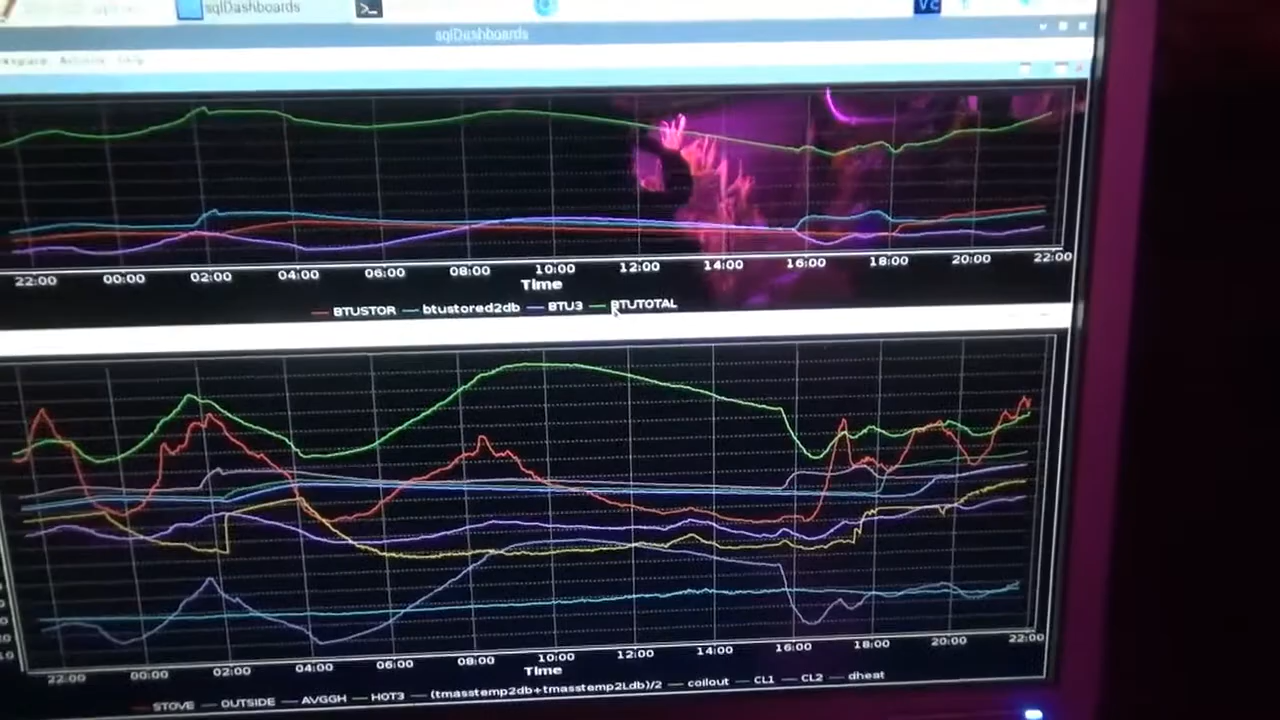 sqlDashboards
>_
VC
sqlDashboards
22:00 00:00 02:00 04:00 06:00 08:00 10:00 12:00 14:00 16:00 18:00 20:00 22:00
Time
BTUSTOR btustored2db BTU3 BTUTOTAL
22:00 00:00 02:00 04:00 06:00 08:00 10:00 12:00 14:00 16:00 18:00 20:00 22:00
Time
STOVE OUTSIDE AVGGH HOT3 (tmasstemp2db+tmasstemp2Ldb)/2 coilout CL1 CL2 dheat